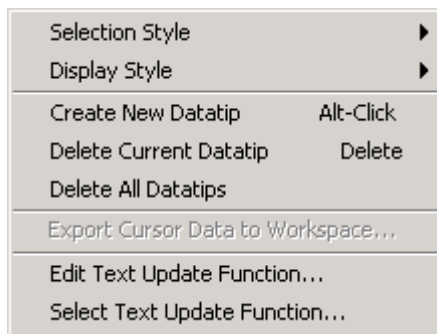 Selection Style
Display Style
Create New Datatip Alt-Click
Delete Current Datatip Delete
Delete All Datatips
Export Cursor Data to Workspace...
Edit Text Update Function...
Select Text Update Function...